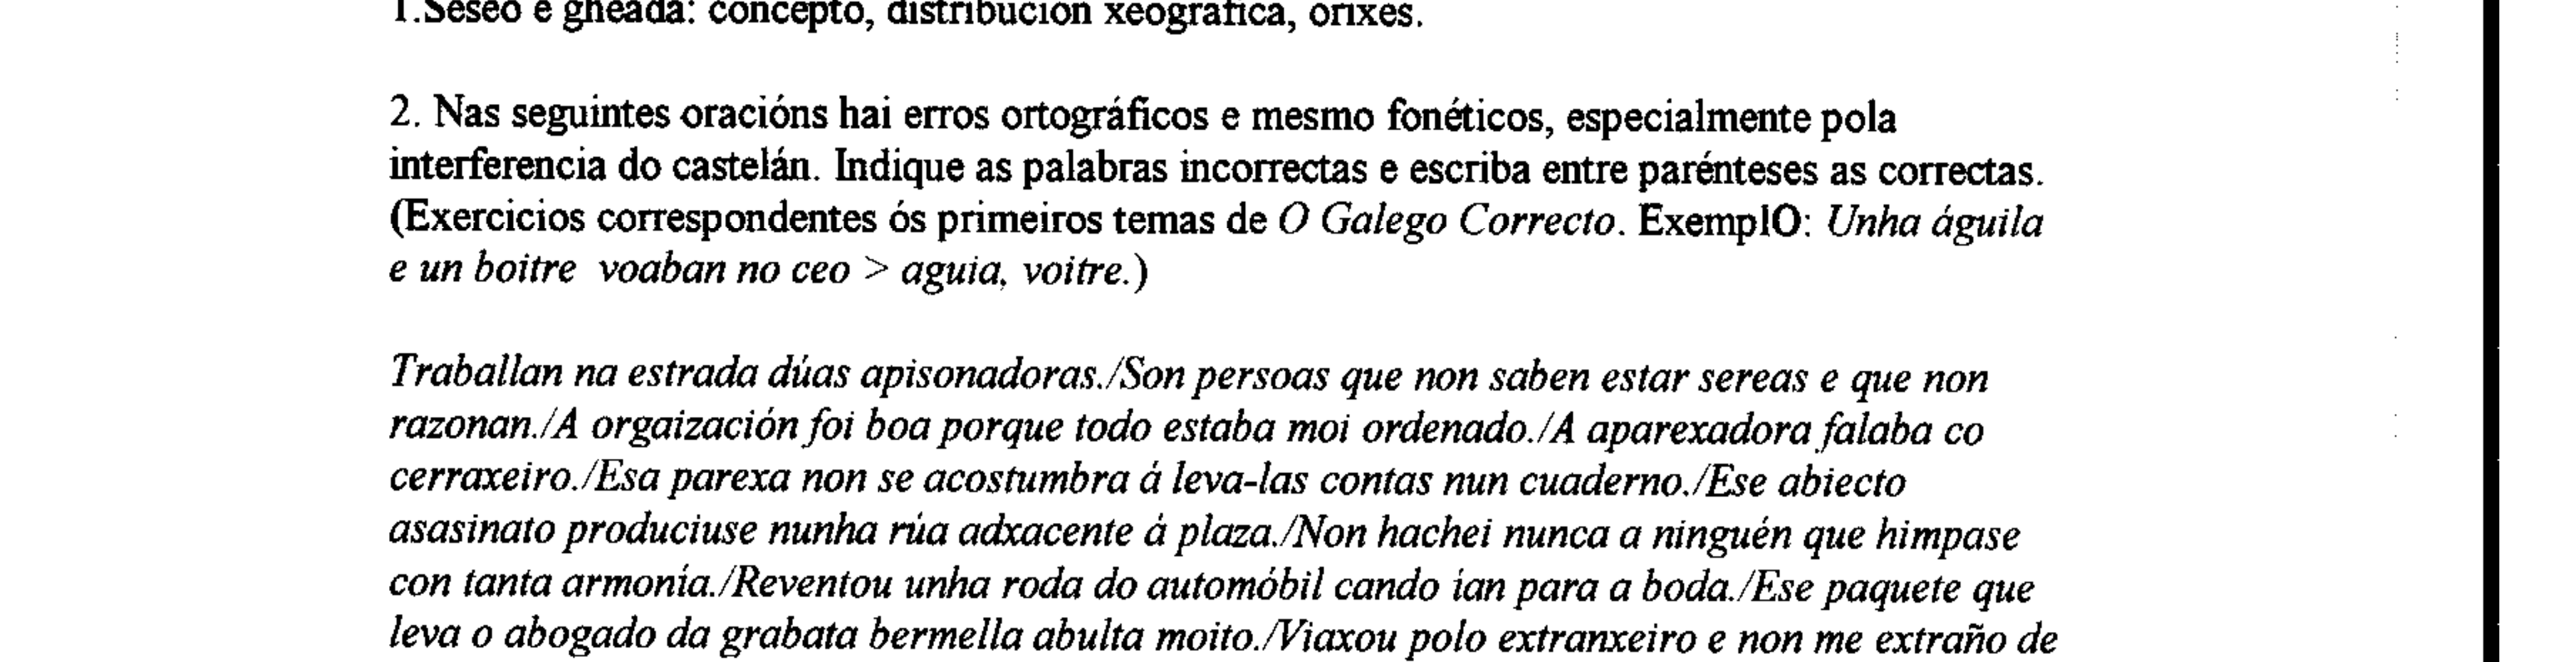 1.Seseo e gheada: concepto, distribución xeográfica, orixes.
2. Nas seguintes oracións hai erros ortográficos e mesmo fonéticos, especialmente pola
interferencia do castelán. Indique as palabras incorrectas e escriba entre parénteses as correctas.
(Exercicios correspondentes ós primeiros temas de O Galego Correcto. ExemplO: Unha águila
e un boitre voaban no ceo > aguia, voitre.)
Traballan na estrada dúas apisonadoras./Son persoas que non saben estar sereas e que non
razonan./A orgaización foi boa porque todo estaba moi ordenado./A aparexadora falaba co
cerraxeiro./Esa parexa non se acostumbra á leva-las contas nun cuaderno./Ese abiecto
asasinato produciuse nunha rúa adxacente á plaza./Non hachei nunca a ninguén que himpase
con tanta armonía./Reventou unha roda do automóbil cando ían para a boda./Ese paquete que
leva o abogado da grabata bermella abulta moito./Viaxou polo extranxeiro e non me extraño de